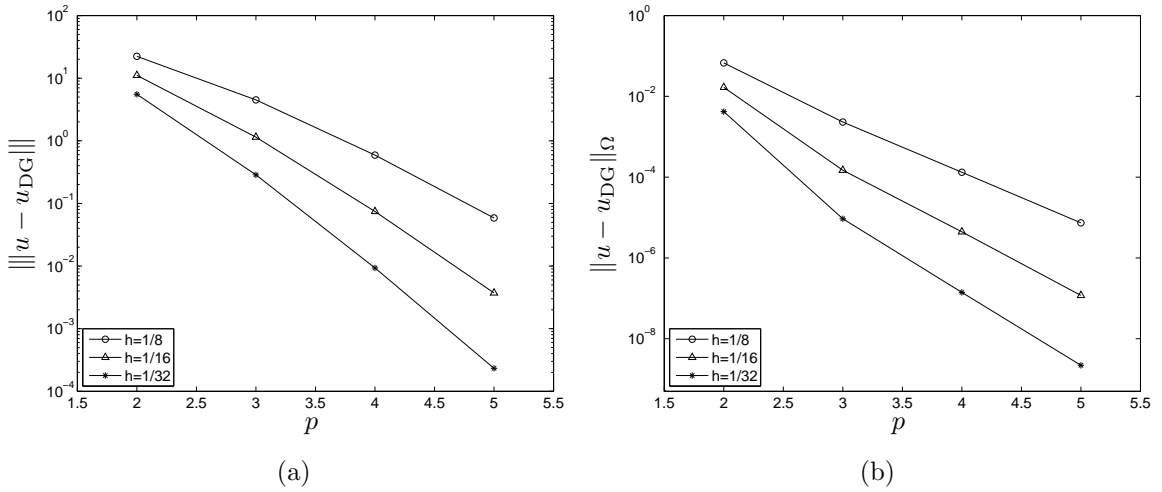 10^2
10^1
10^0
10^-1
10^-2
10^-3
10^-4
|||u − u_DG|||
h=1/8
h=1/16
h=1/32
1.5 2 2.5 3 3.5 4 4.5 5 5.5
p
(a)
10^0
10^-2
10^-4
10^-6
10^-8
||u − u_DG||_Ω
h=1/8
h=1/16
h=1/32
1.5 2 2.5 3 3.5 4 4.5 5 5.5
p
(b)